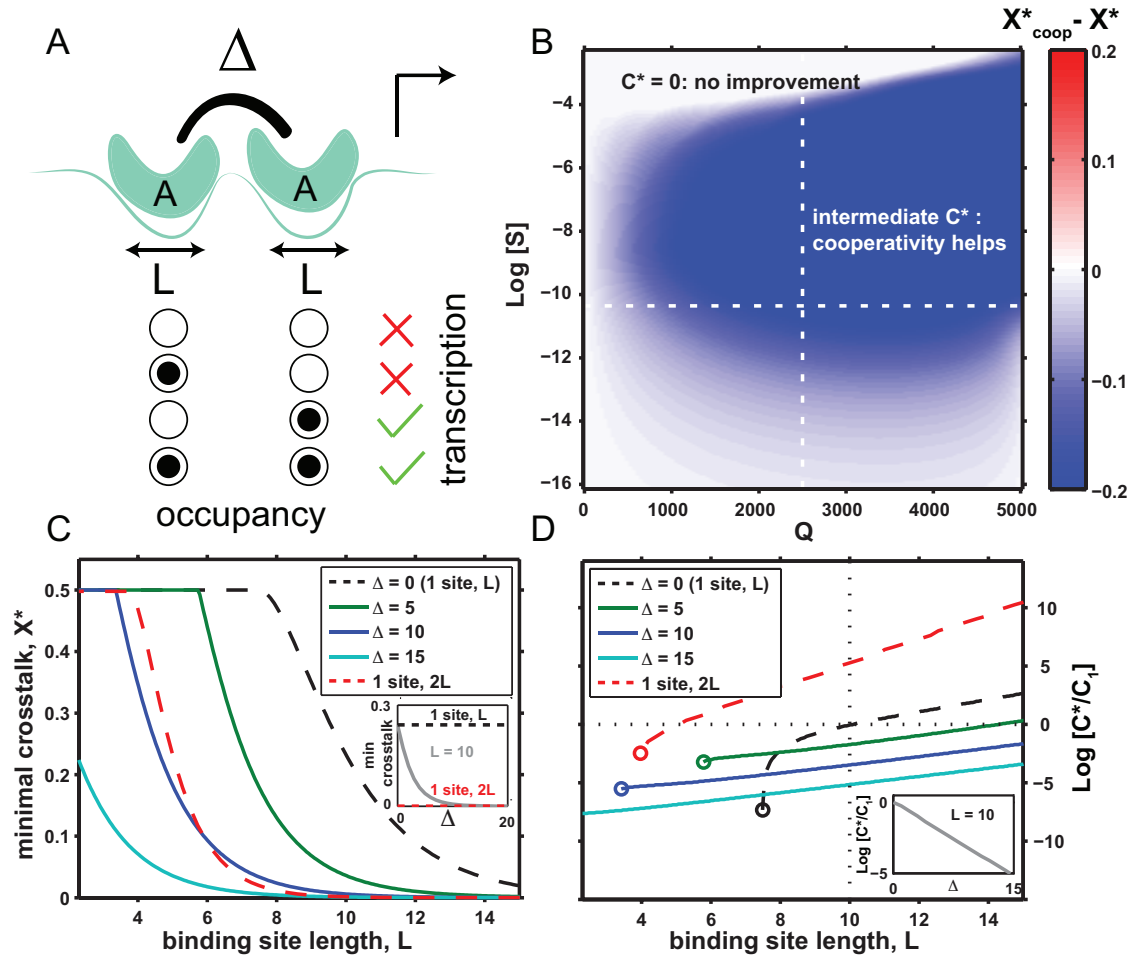 A
Δ
A
A
L
L
transcription
occupancy
B
X*coop - X*
C* = 0: no improvement
intermediate C* :
cooperativity helps
Log [S]
−4
−6
−8
−10
−12
−14
−16
0
1000
2000
3000
4000
5000
Q
0.2
0.1
0
−0.1
−0.2
C
minimal crosstalk, X*
0.5
0.4
0.3
0.2
0.1
0
4
6
8
10
12
14
binding site length, L
Δ = 0 (1 site, L)
Δ = 5
Δ = 10
Δ = 15
1 site, 2L
0.3
0
min
crosstalk
1 site, L
L = 10
1 site, 2L
0
20
Δ
D
Δ = 0 (1 site, L)
Δ = 5
Δ = 10
Δ = 15
1 site, 2L
10
5
0
−5
−10
Log [C*/C1]
4
6
8
10
12
14
binding site length, L
Log [C*/C1]
0
−5
L = 10
0
15
Δ